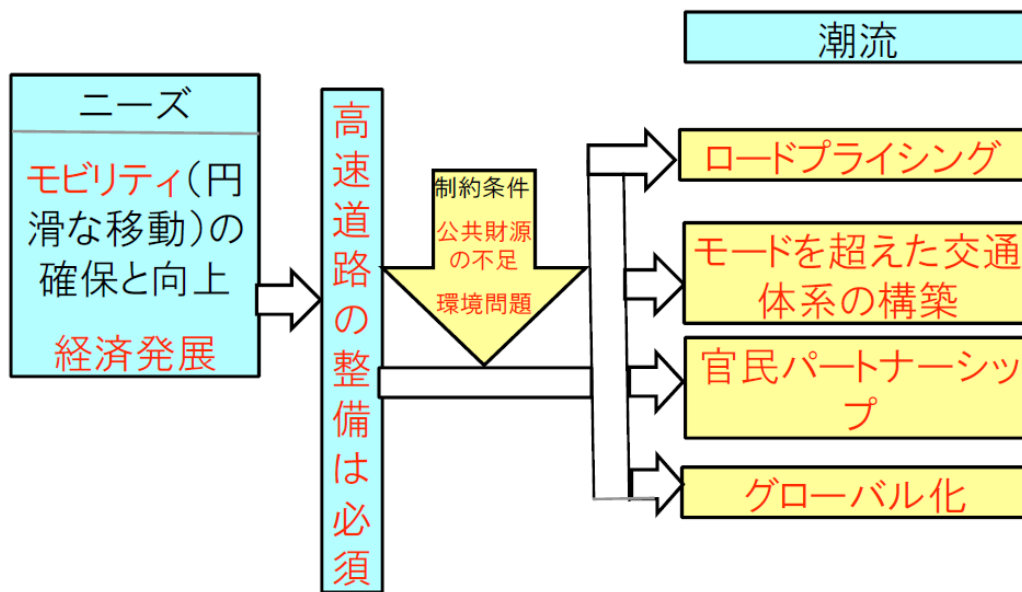 潮流
ニーズ
モビリティ(円
滑な移動)の
確保と向上
経済発展
高速道路の整備は必須
制約条件
公共財源
の不足
環境問題
ロードプライシング
モードを超えた交通
体系の構築
官民パートナーシッ
プ
グローバル化